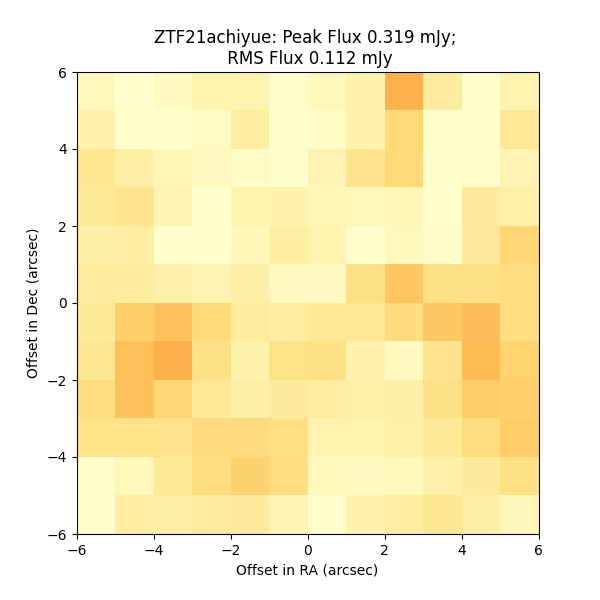 ZTF21achiyue: Peak Flux 0.319 mJy;
RMS Flux 0.112 mJy
6
4
2
0
−2
−4
−6
Offset in Dec (arcsec)
−6 −4 −2 0 2 4 6
Offset in RA (arcsec)